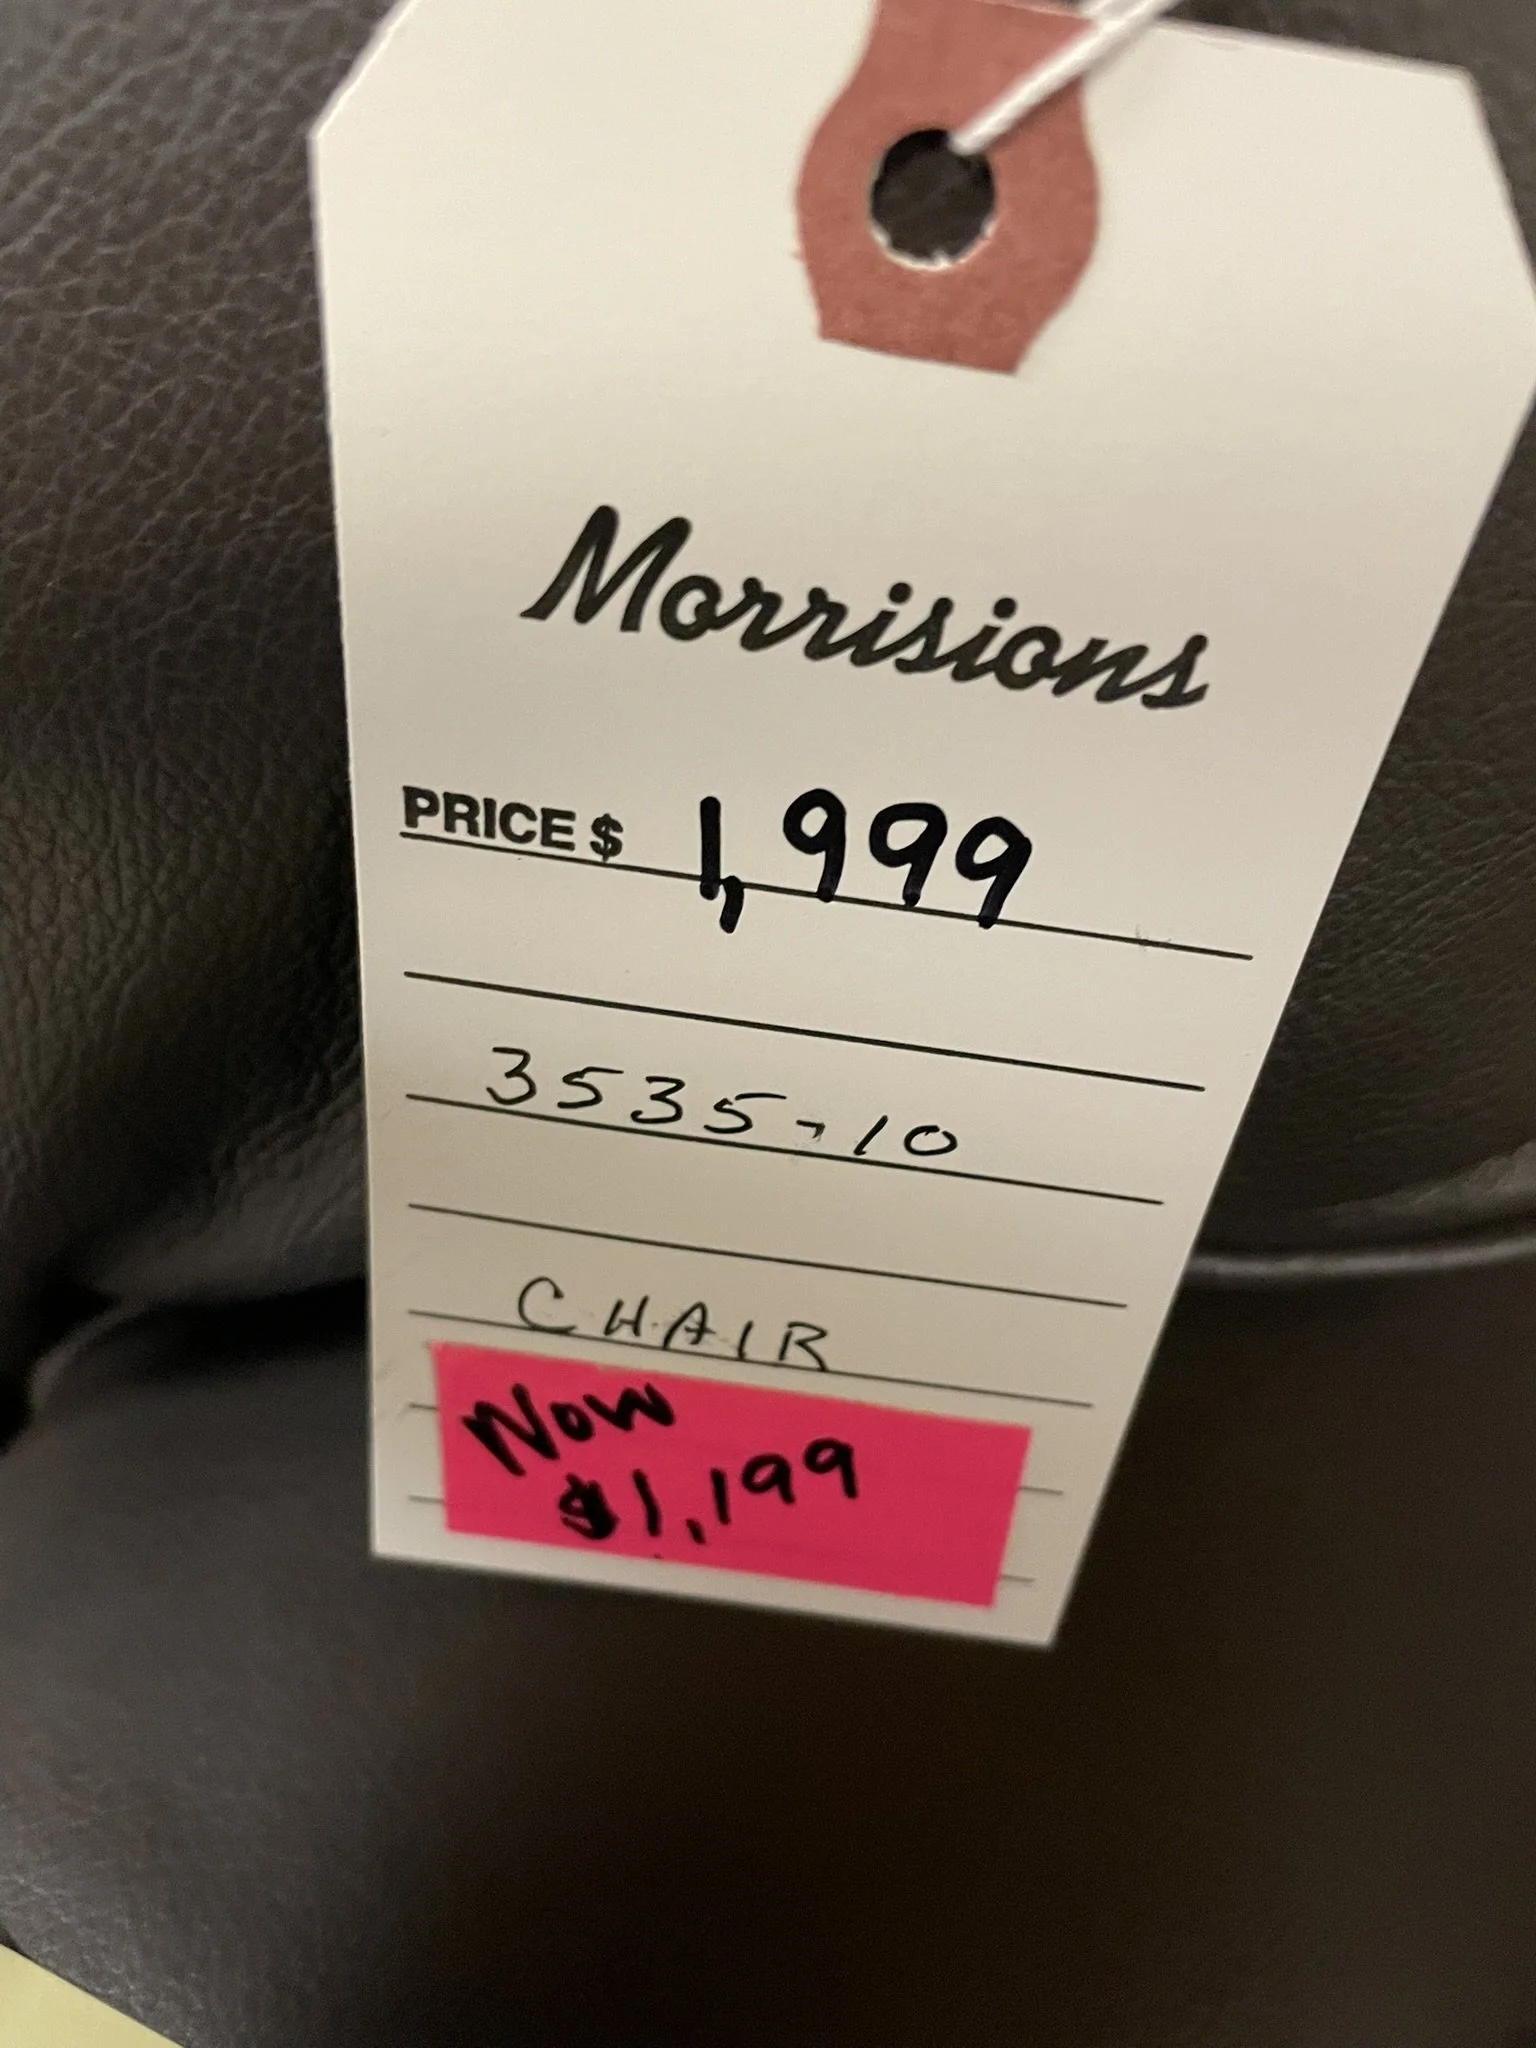 Morrisions
PRICE $ 1,999
3535-10
CHAIR
Now
$1,199